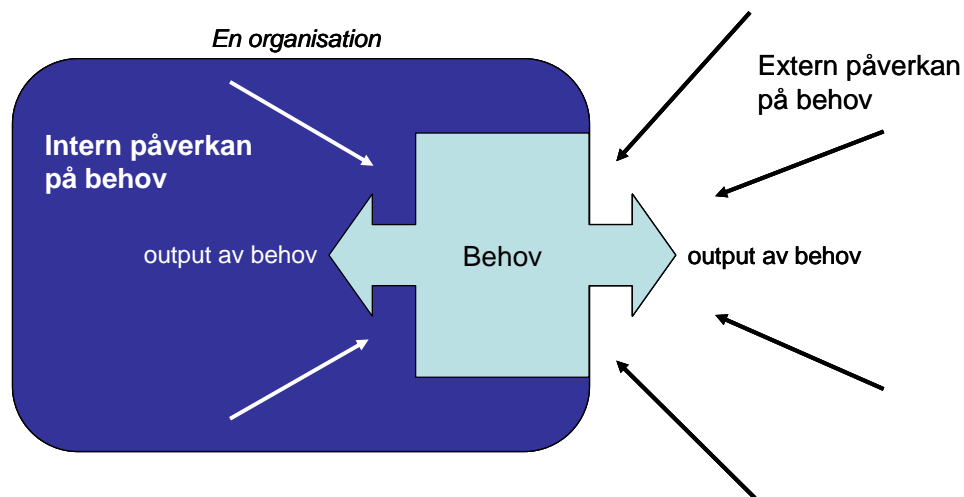 En organisation
Extern påverkan
på behov
Intern påverkan
på behov
output av behov
Behov
output av behov